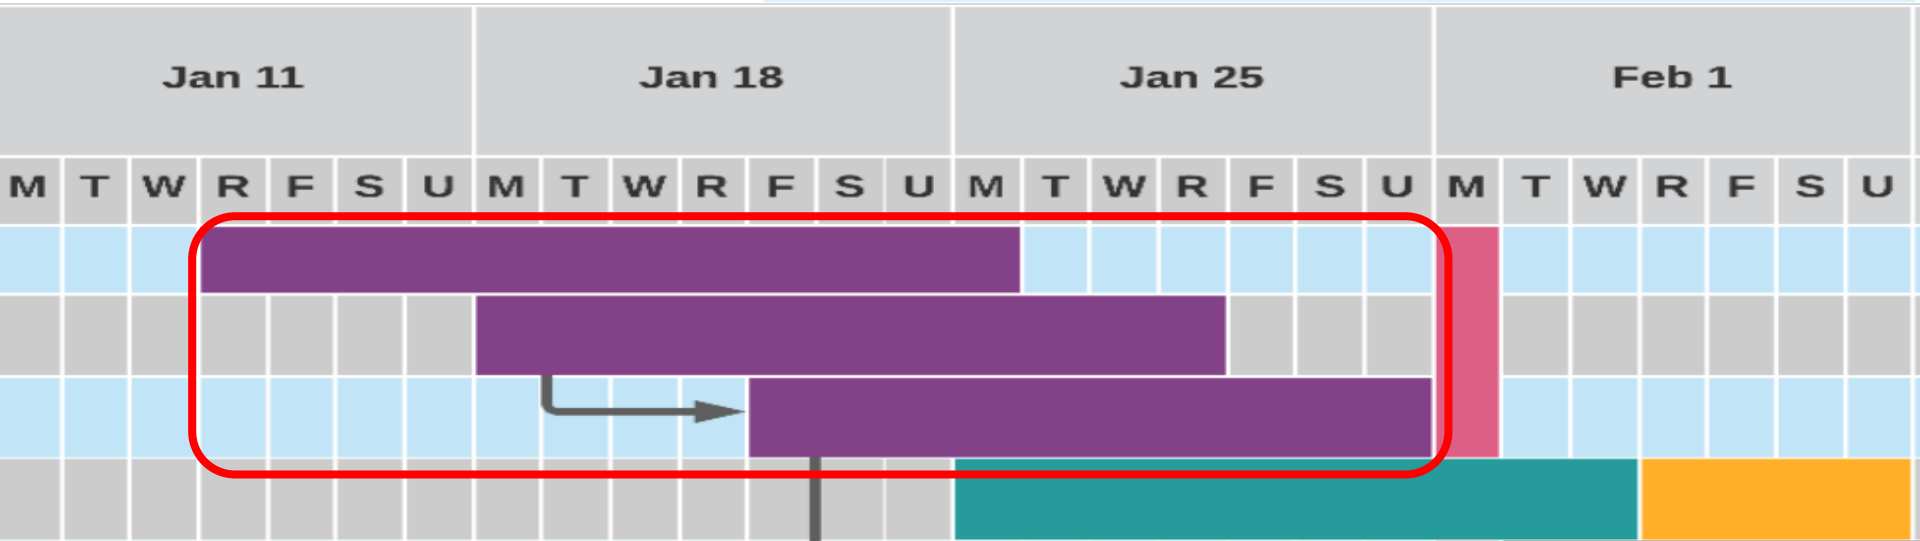 Jan 11 Jan 18 Jan 25 Feb 1
M T W R F S U M T W R F S U M T W R F S U M T W R F S U